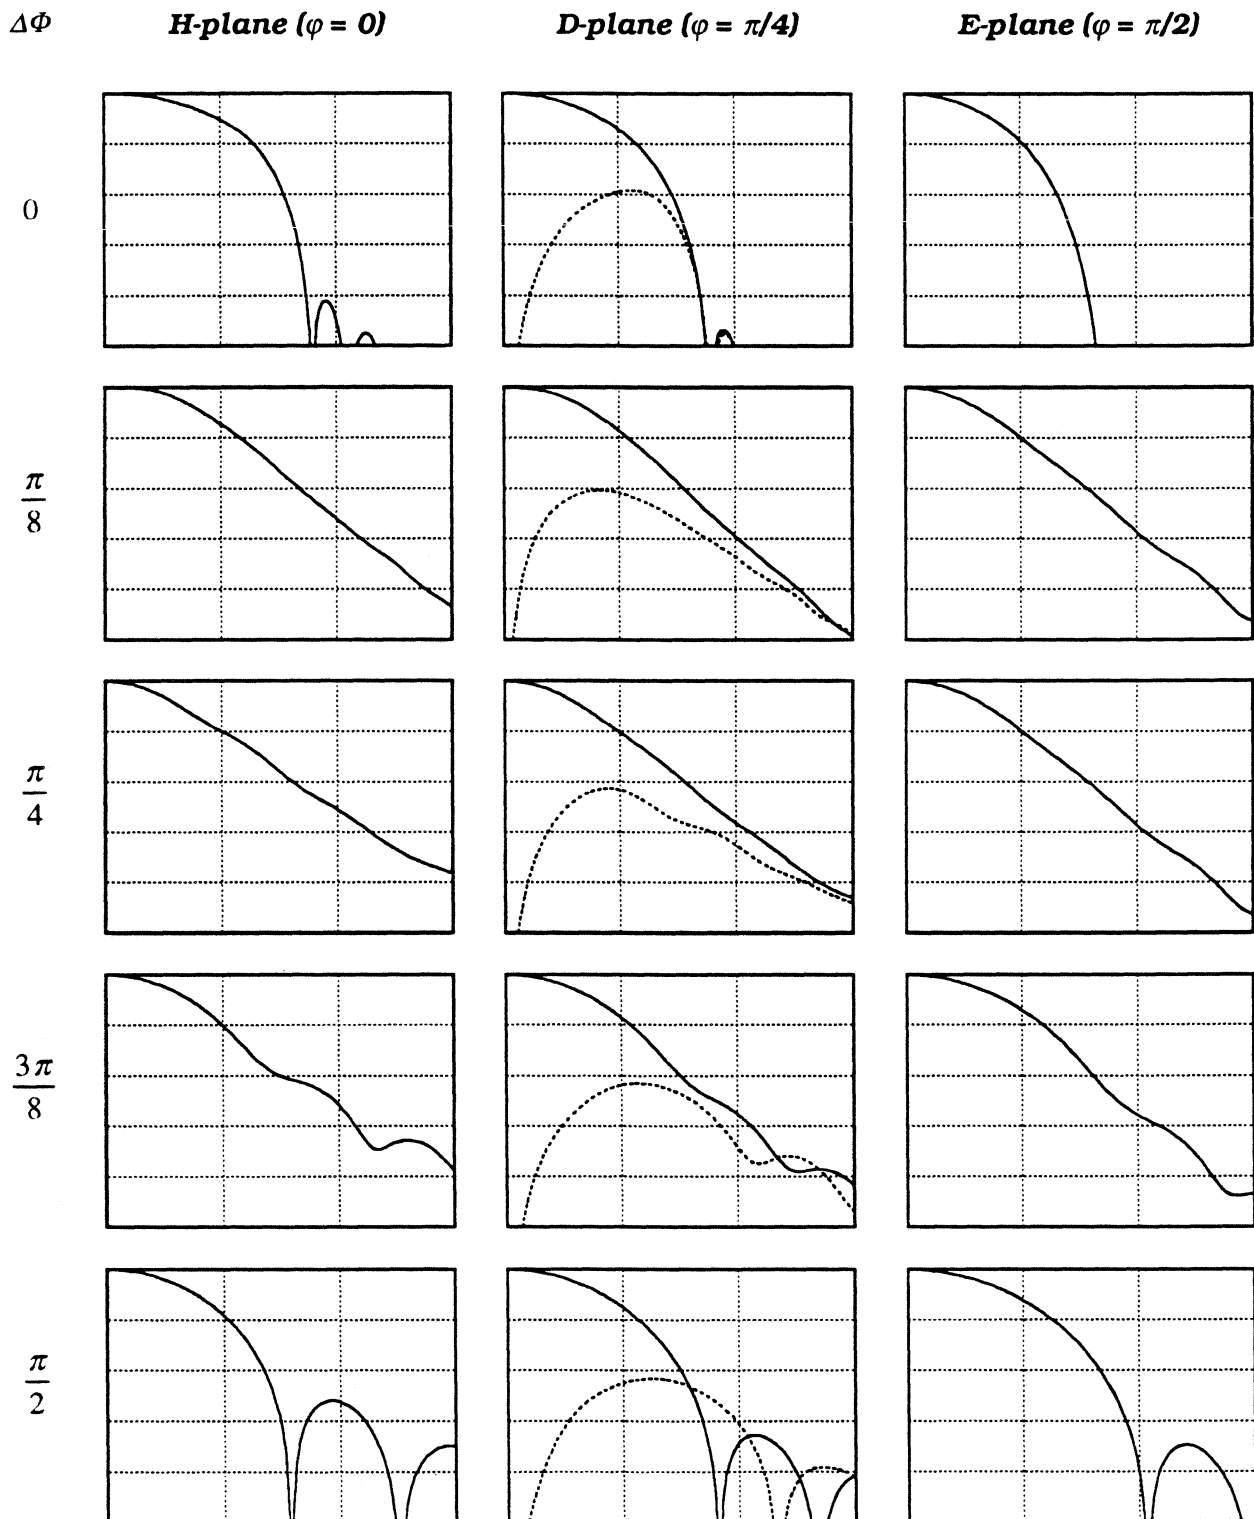 ΔΦ H-plane (φ = 0) D-plane (φ = π/4) E-plane (φ = π/2)
0
π/8
π/4
3π/8
π/2